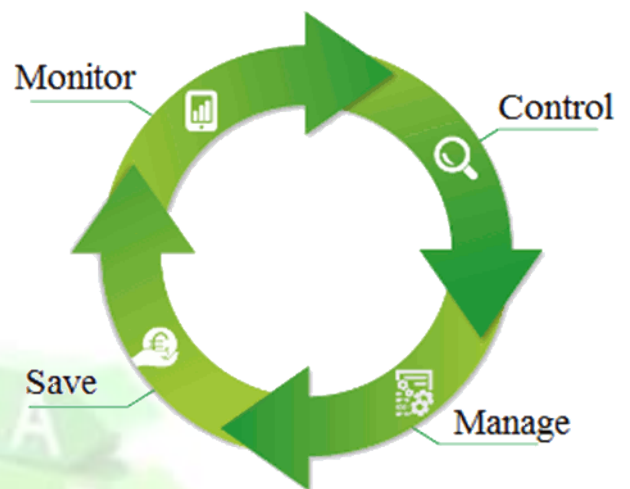 Monitor
Control
Save
Manage
A
€